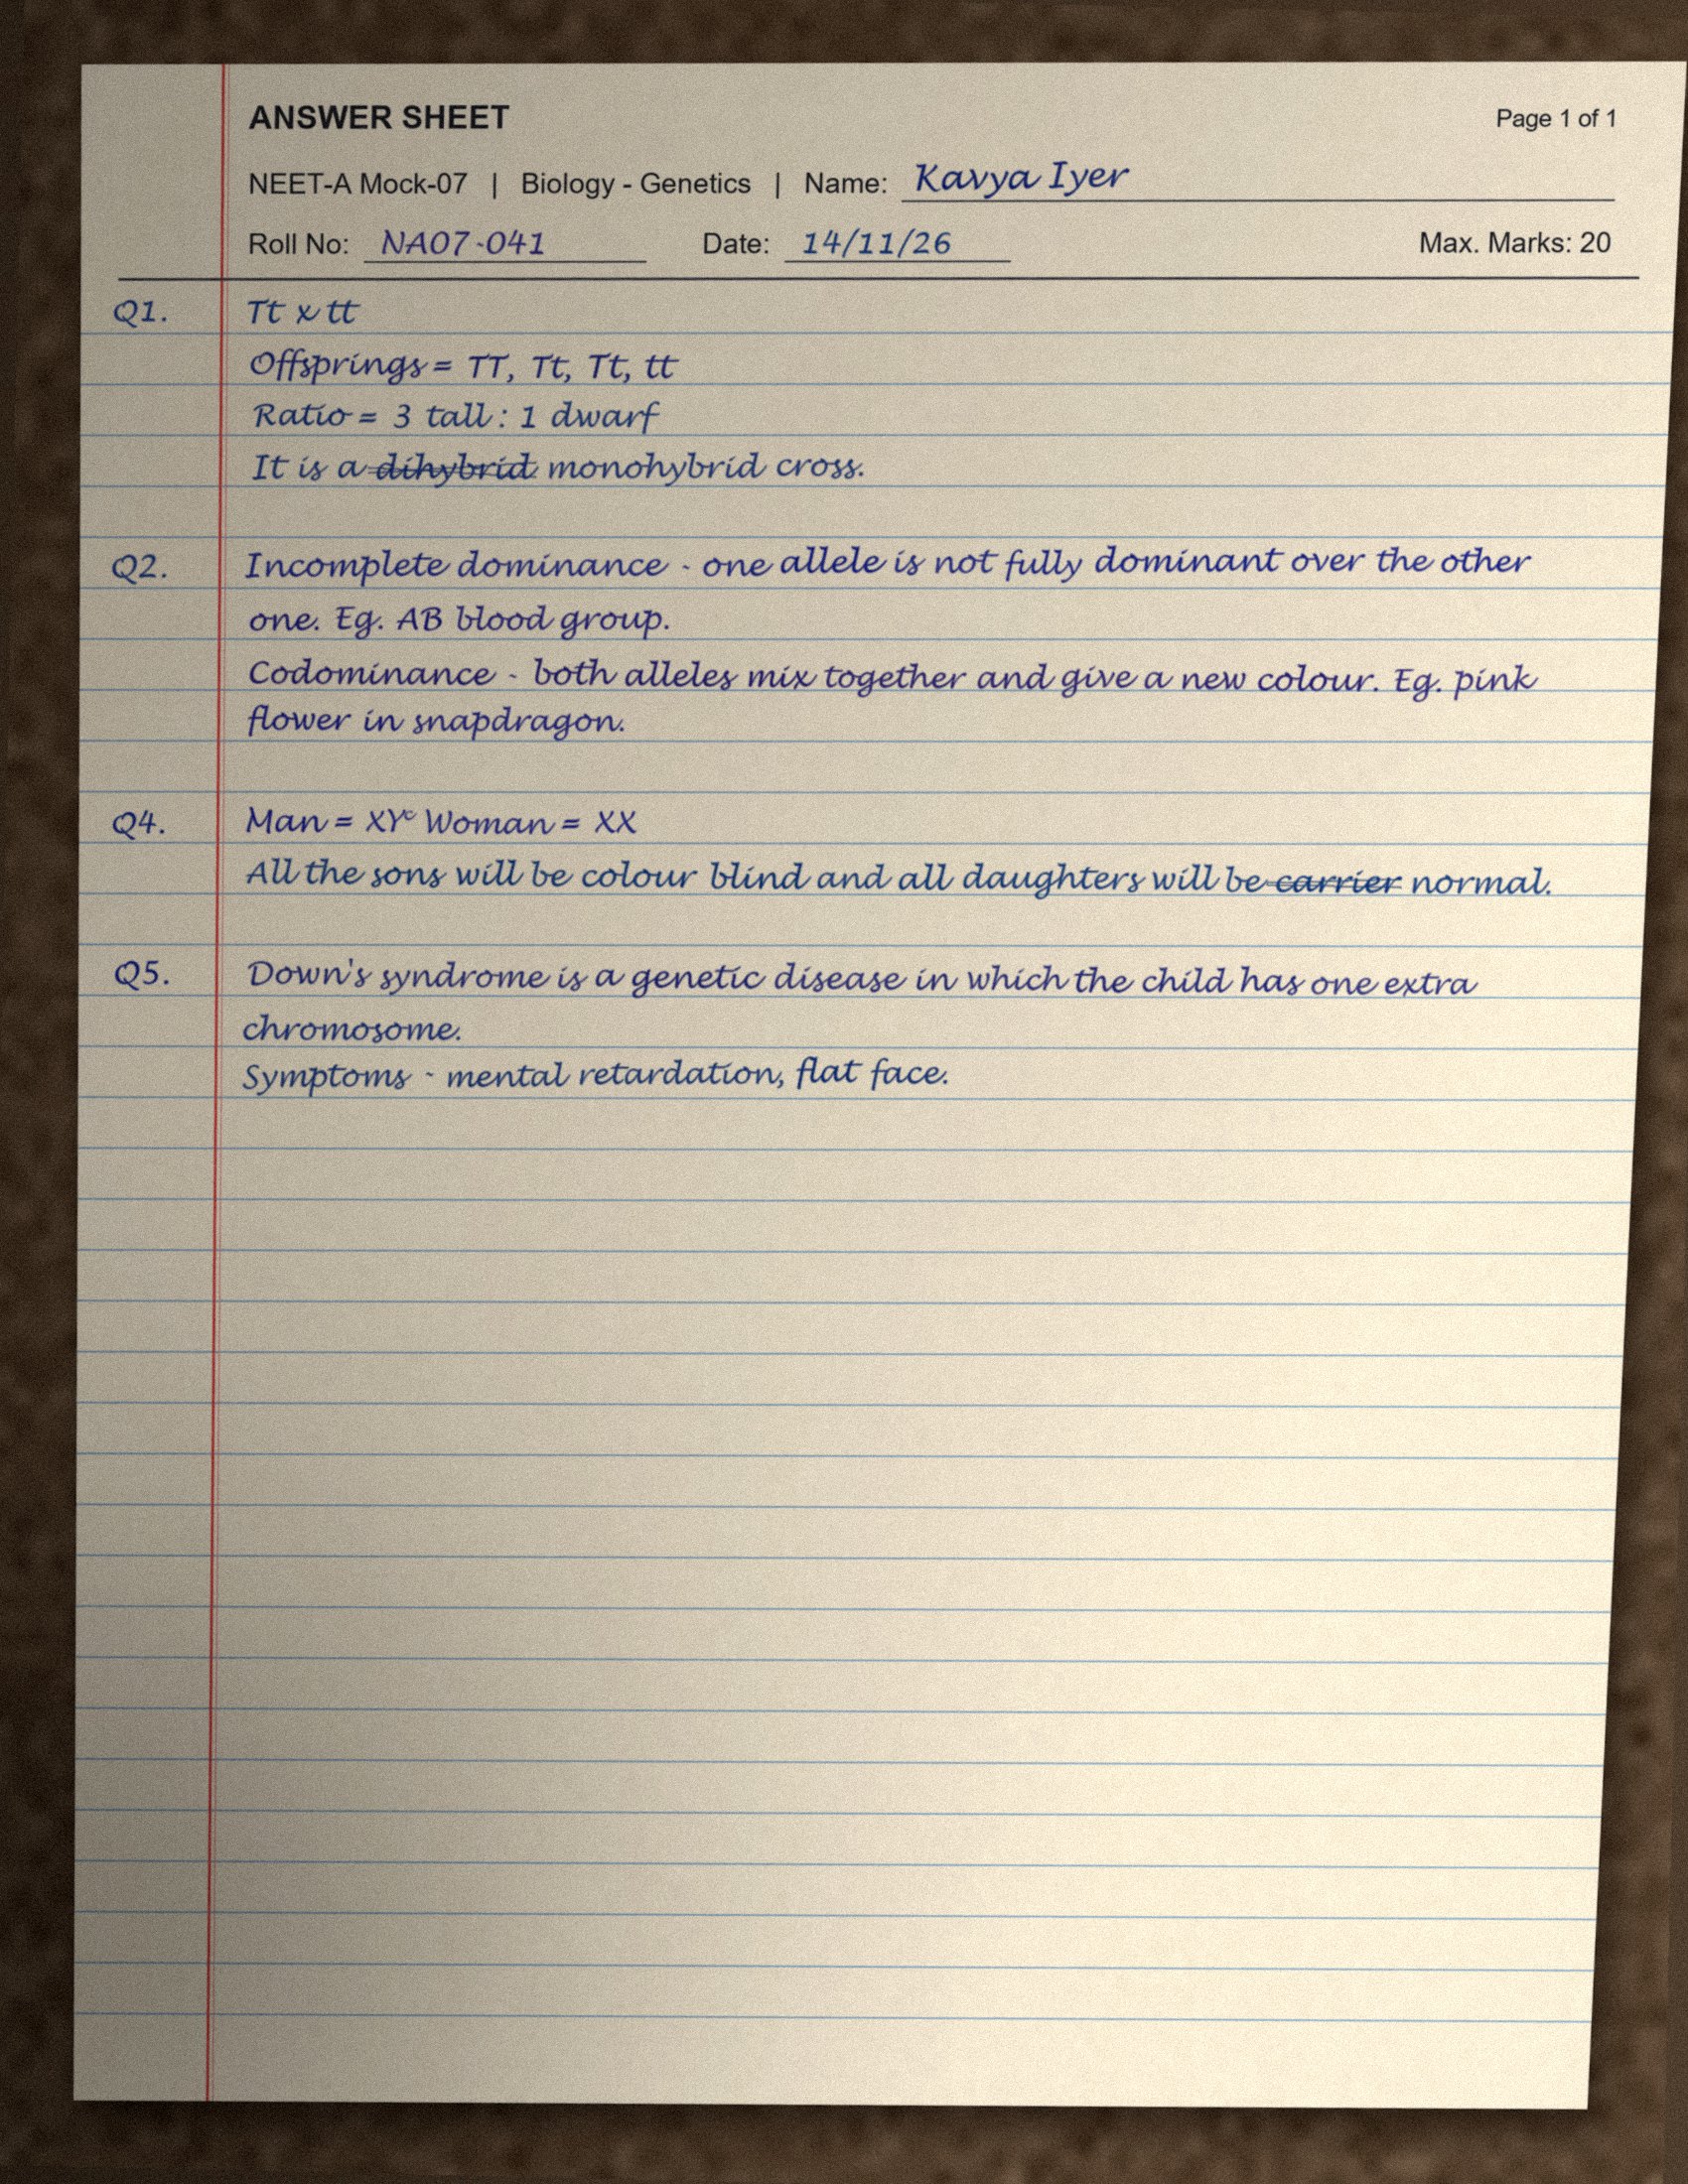 ANSWER SHEET Page 1 of 1
NEET-A Mock-07 | Biology - Genetics | Name: Kavya Iyer
Roll No: NA07-041 Date: 14/11/26 Max. Marks: 20
Q1. Tt x tt
Offsprings = TT, Tt, Tt, tt
Ratio = 3 tall : 1 dwarf
It is a dihybrid monohybrid cross.
Q2. Incomplete dominance - one allele is not fully dominant over the other
one. Eg. AB blood group.
Codominance - both alleles mix together and give a new colour. Eg. pink
flower in snapdragon.
Q4. Man = XYᶜ Woman = XX
All the sons will be colour blind and all daughters will be carrier normal.
Q5. Down's syndrome is a genetic disease in which the child has one extra
chromosome.
Symptoms - mental retardation, flat face.